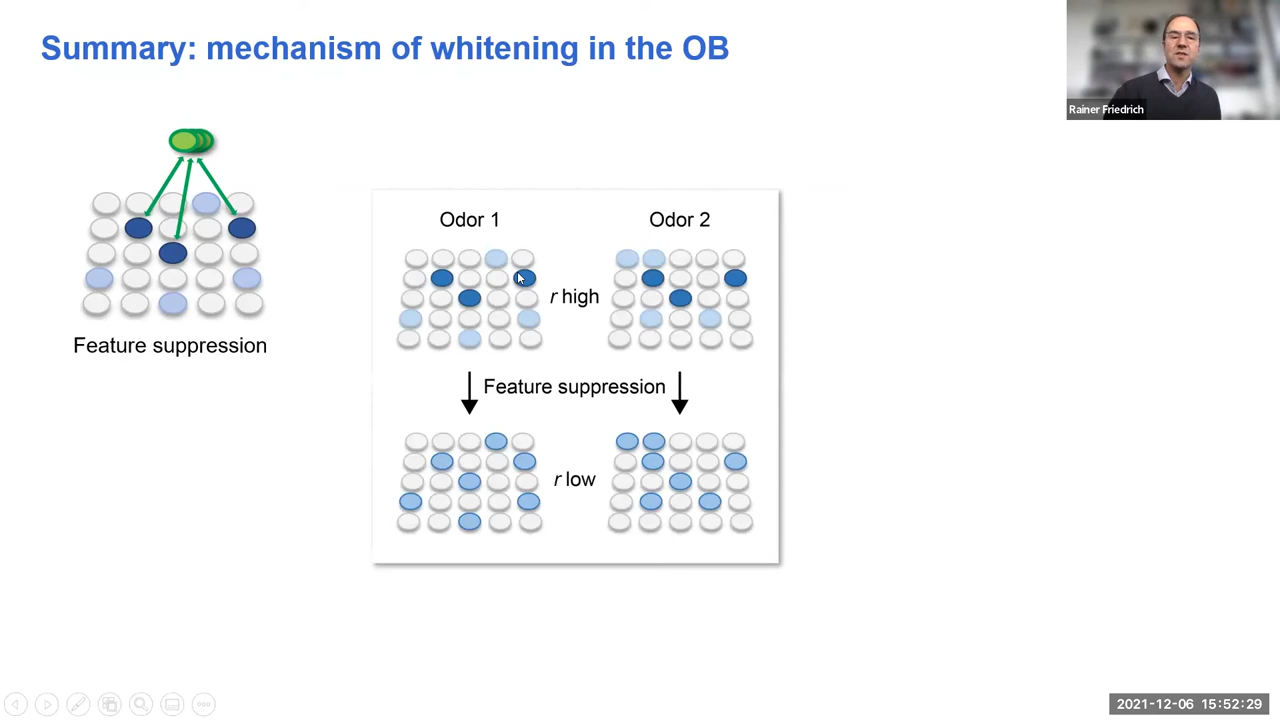 Summary: mechanism of whitening in the OB
Rainer Friedrich
Feature suppression
Odor 1
Odor 2
r high
Feature suppression
r low
2021-12-06 15:52:29